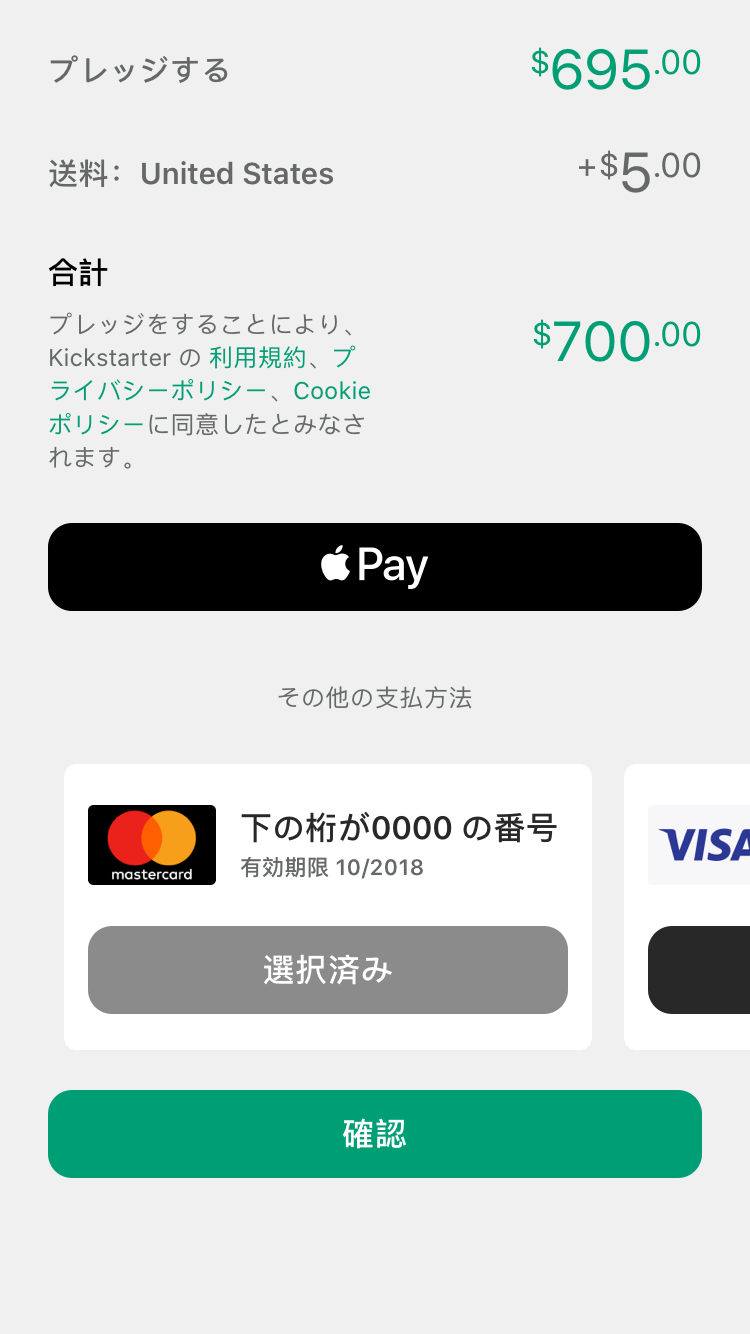 プレッジする $695.00
送料： United States +$5.00
合計
プレッジをすることにより、
Kickstarter の 利用規約、プ
ライバシーポリシー、Cookie
ポリシーに同意したとみなさ
れます。
$700.00
Pay
その他の支払方法
mastercard
下の桁が0000 の番号
有効期限 10/2018
選択済み
VISA
確認